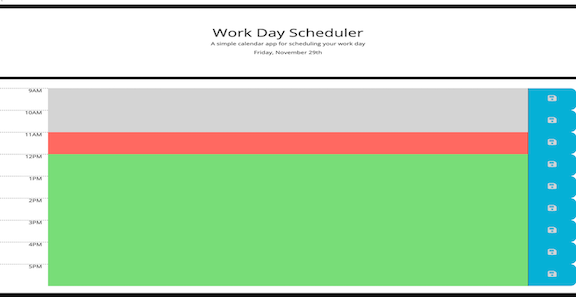 Work Day Scheduler
A simple calendar app for scheduling your work day
Friday, November 29th
9AM
10AM
11AM
12PM
1PM
2PM
3PM
4PM
5PM